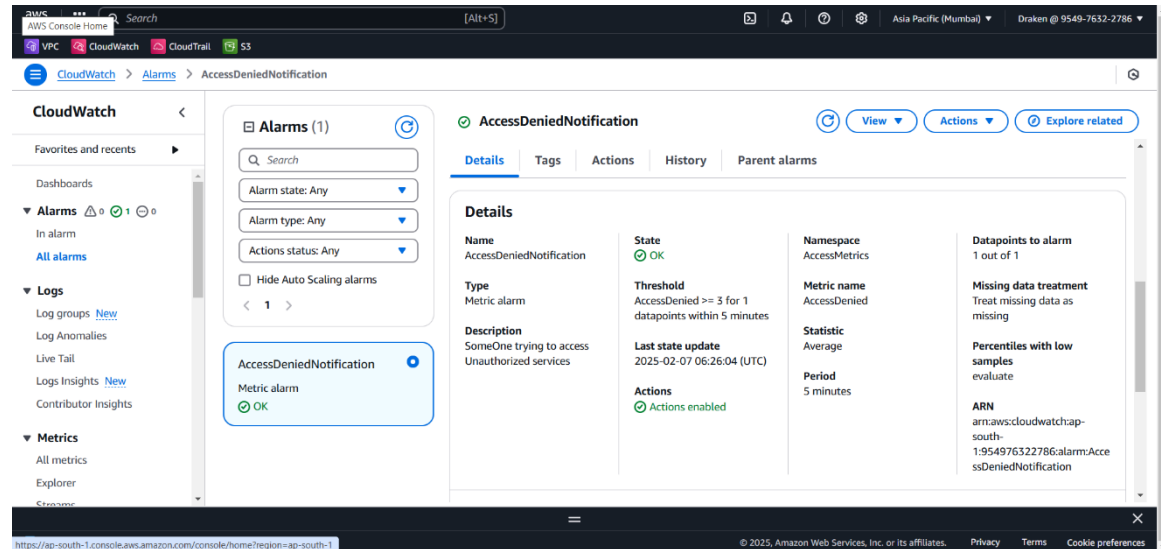 aws
Search
[Alt+S]
Asia Pacific (Mumbai) ▼
Draken @ 9549-7632-2786 ▼
AWS Console Home
VPC
CloudWatch
CloudTrail
S3
CloudWatch > Alarms > AccessDeniedNotification
CloudWatch
Favorites and recents
Dashboards
Alarms 0 1 0
In alarm
All alarms
Logs
Log groups New
Log Anomalies
Live Tail
Logs Insights New
Contributor Insights
Metrics
All metrics
Explorer
Streams
Alarms (1)
Search
Alarm state: Any
Alarm type: Any
Actions status: Any
Hide Auto Scaling alarms
< 1 >
AccessDeniedNotification
Metric alarm
OK
AccessDeniedNotification
View ▼
Actions ▼
Explore related
Details
Tags
Actions
History
Parent alarms
Details
Name
AccessDeniedNotification
Type
Metric alarm
Description
SomeOne trying to access
Unauthorized services
State
OK
Threshold
AccessDenied >= 3 for 1
datapoints within 5 minutes
Last state update
2025-02-07 06:26:04 (UTC)
Actions
Actions enabled
Namespace
AccessMetrics
Metric name
AccessDenied
Statistic
Average
Period
5 minutes
Datapoints to alarm
1 out of 1
Missing data treatment
Treat missing data as
missing
Percentiles with low
samples
evaluate
ARN
arn:aws:cloudwatch:ap-
south-
1:954976322786:alarm:Acce
ssDeniedNotification
https://ap-south-1.console.aws.amazon.com/console/home?region=ap-south-1
© 2025, Amazon Web Services, Inc. or its affiliates.
Privacy
Terms
Cookie preferences